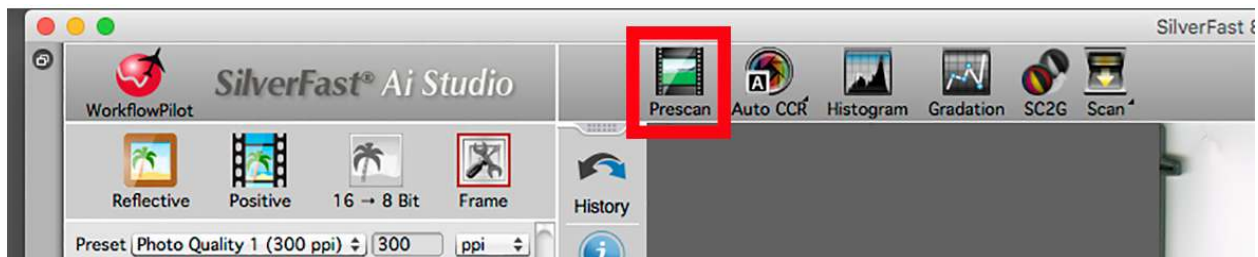 SilverFast 8
WorkflowPilot
SilverFast® Ai Studio
Prescan
A
Auto CCR
Histogram
Gradation
SC2G
Scan
Reflective
Positive
16 → 8 Bit
Frame
History
Preset Photo Quality 1 (300 ppi) 300 ppi
i